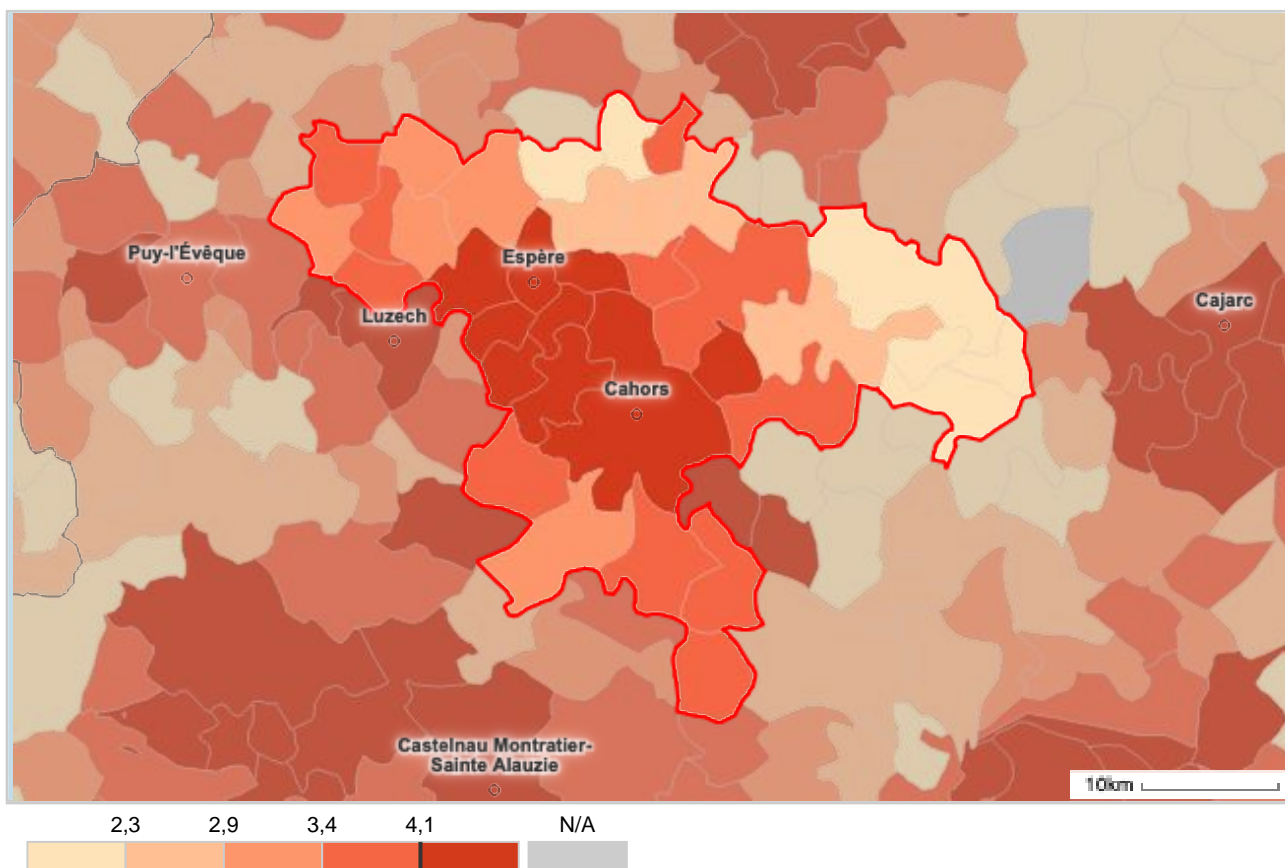 Puy-l'Évêque
Espère
Luzech
Cajarc
Cahors
Castelnau Montratier-
Sainte Alauzie
10km
2,3 2,9 3,4 4,1 N/A